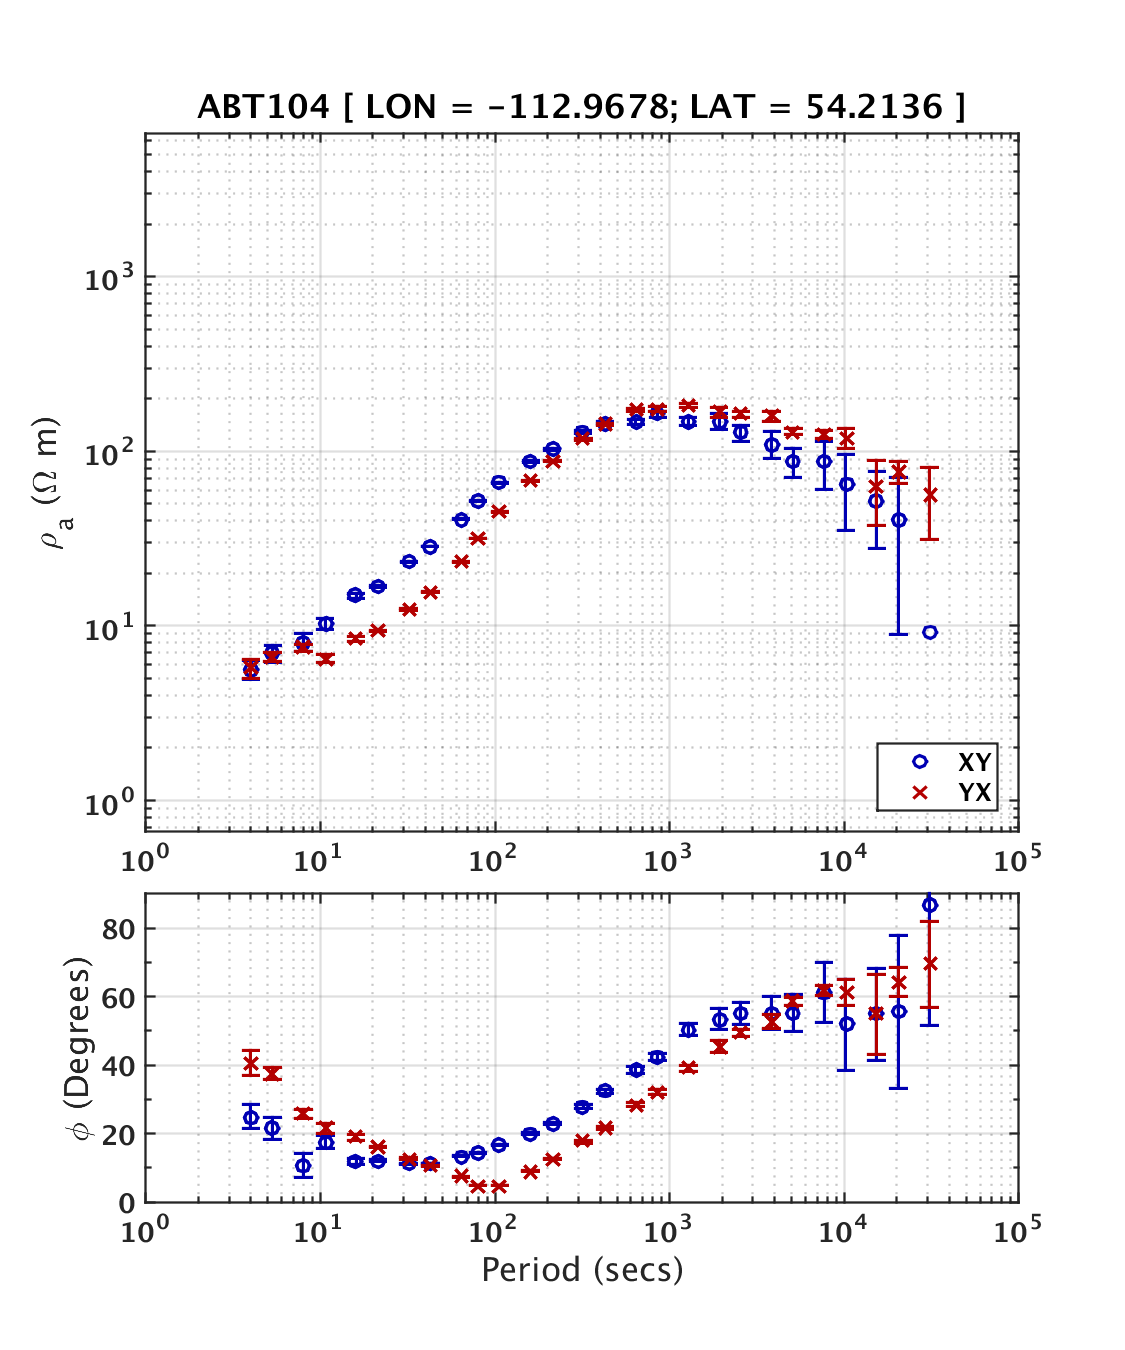 ABT104 [ LON = -112.9678; LAT = 54.2136 ]
10³
10²
10¹
10⁰
ρa (Ω m)
XY
YX
10⁰ 10¹ 10² 10³ 10⁴ 10⁵
80
60
40
20
0
ϕ (Degrees)
10⁰ 10¹ 10² 10³ 10⁴ 10⁵
Period (secs)